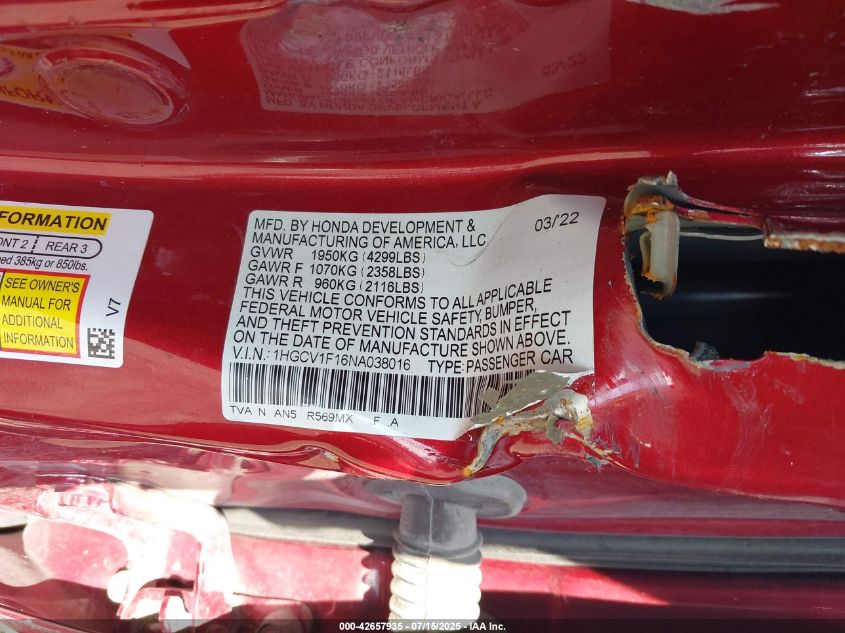 MFD. BY HONDA DEVELOPMENT &
MANUFACTURING OF AMERICA, LLC
03/'22
GVWR 1950KG (4299LBS)
GAWR F 1070KG (2358LBS)
GAWR R 960KG (2116LBS)
THIS VEHICLE CONFORMS TO ALL APPLICABLE
FEDERAL MOTOR VEHICLE SAFETY, BUMPER,
AND THEFT PREVENTION STANDARDS IN EFFECT
ON THE DATE OF MANUFACTURE SHOWN ABOVE.
V.I.N.: 1HGCV1F16NA038016 TYPE: PASSENGER CAR
TVA N AN5 R569MX F .A
FORMATION
ONT 2 REAR 3
ed 385kg or 850lbs.
SEE OWNER'S
MANUAL FOR
ADDITIONAL
INFORMATION
V7
000-42657935 - 07/15/2025 - IAA Inc.